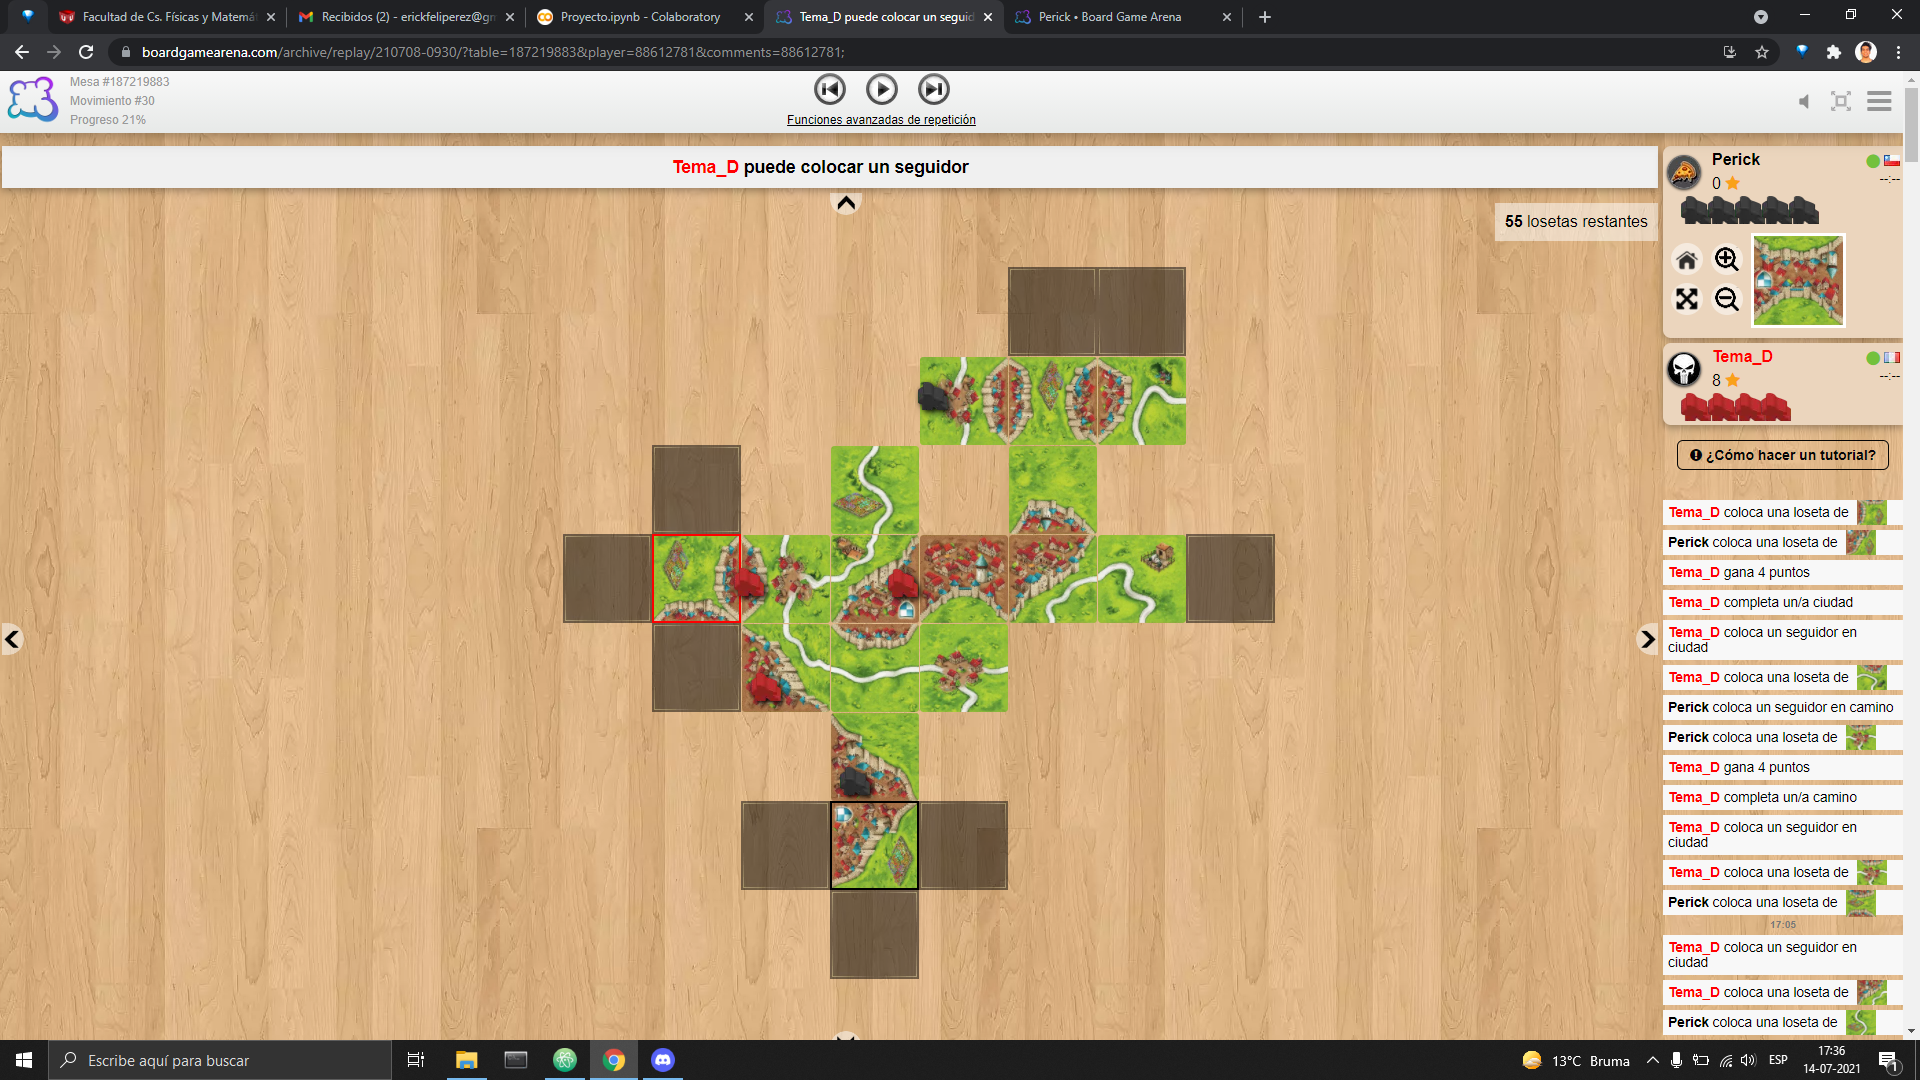 Facultad de Cs. Físicas y Matemá
Recibidos (2) - erickfeliperez@gm
Proyecto.ipynb - Colaboratory
Tema_D puede colocar un seguid
Perick • Board Game Arena
boardgamearena.com/archive/replay/210708-0930/?table=187219883&player=88612781&comments=88612781;
Mesa #187219883
Movimiento #30
Progreso 21%
Funciones avanzadas de repetición
Tema_D puede colocar un seguidor
55 losetas restantes
Perick
0
--:--
Tema_D
8
--:--
¿Cómo hacer un tutorial?
Tema_D coloca una loseta de
Perick coloca una loseta de
Tema_D gana 4 puntos
Tema_D completa un/a ciudad
Tema_D coloca un seguidor en
ciudad
Tema_D coloca una loseta de
Perick coloca un seguidor en camino
Perick coloca una loseta de
Tema_D gana 4 puntos
Tema_D completa un/a camino
Tema_D coloca un seguidor en
ciudad
Tema_D coloca una loseta de
Perick coloca una loseta de
17:05
Tema_D coloca un seguidor en
ciudad
Tema_D coloca una loseta de
Perick coloca una loseta de
Escribe aquí para buscar
13°C Bruma
ESP
17:36
14-07-2021
1